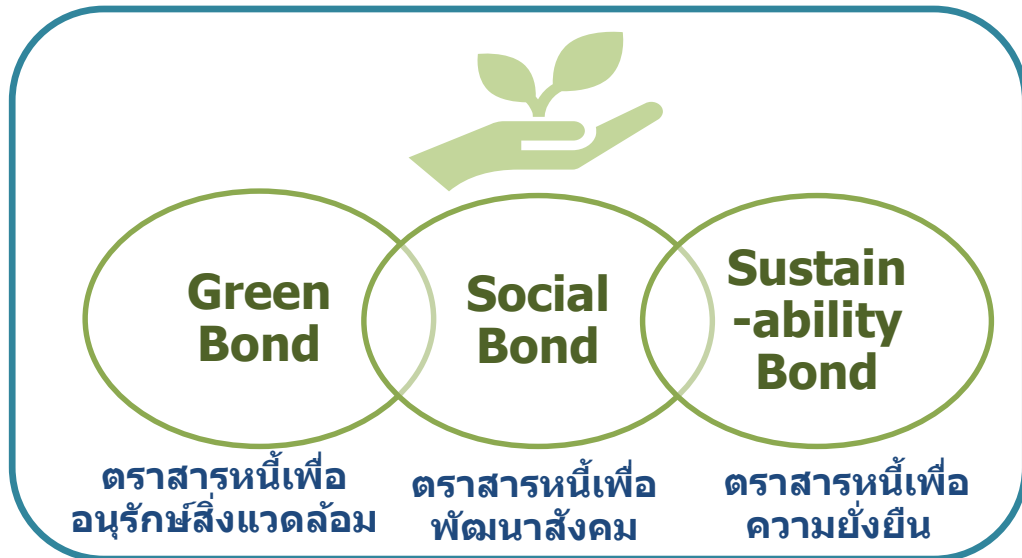 Green
Bond
Social
Bond
Sustain
-ability
Bond
ตราสารหนี้เพื่อ
อนุรักษ์สิ่งแวดล้อม
ตราสารหนี้เพื่อ
พัฒนาสังคม
ตราสารหนี้เพื่อ
ความยั่งยืน